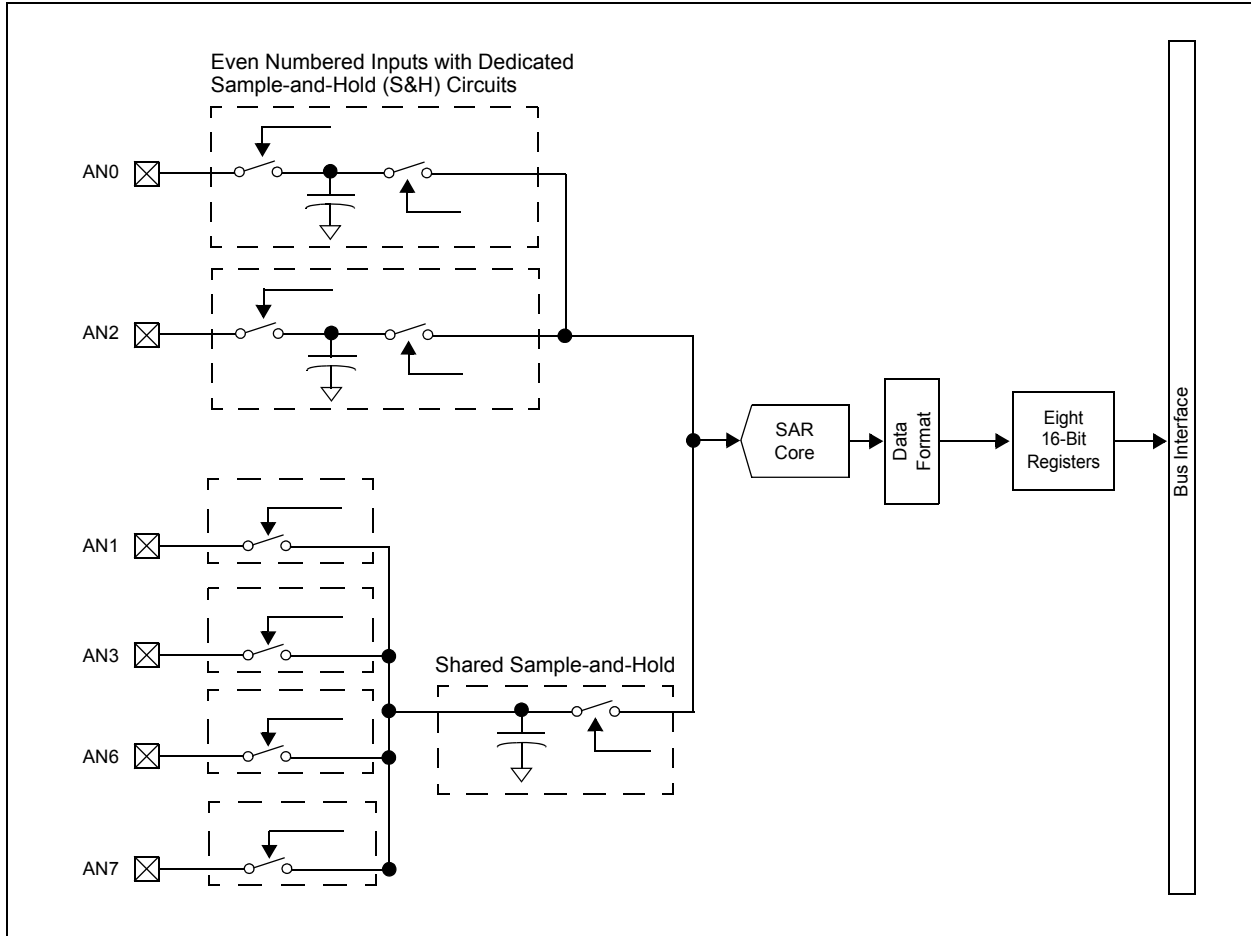 Even Numbered Inputs with Dedicated
Sample-and-Hold (S&H) Circuits
AN0
AN2
SAR
Core
Data
Format
Eight
16-Bit
Registers
Bus Interface
AN1
AN3
Shared Sample-and-Hold
AN6
AN7